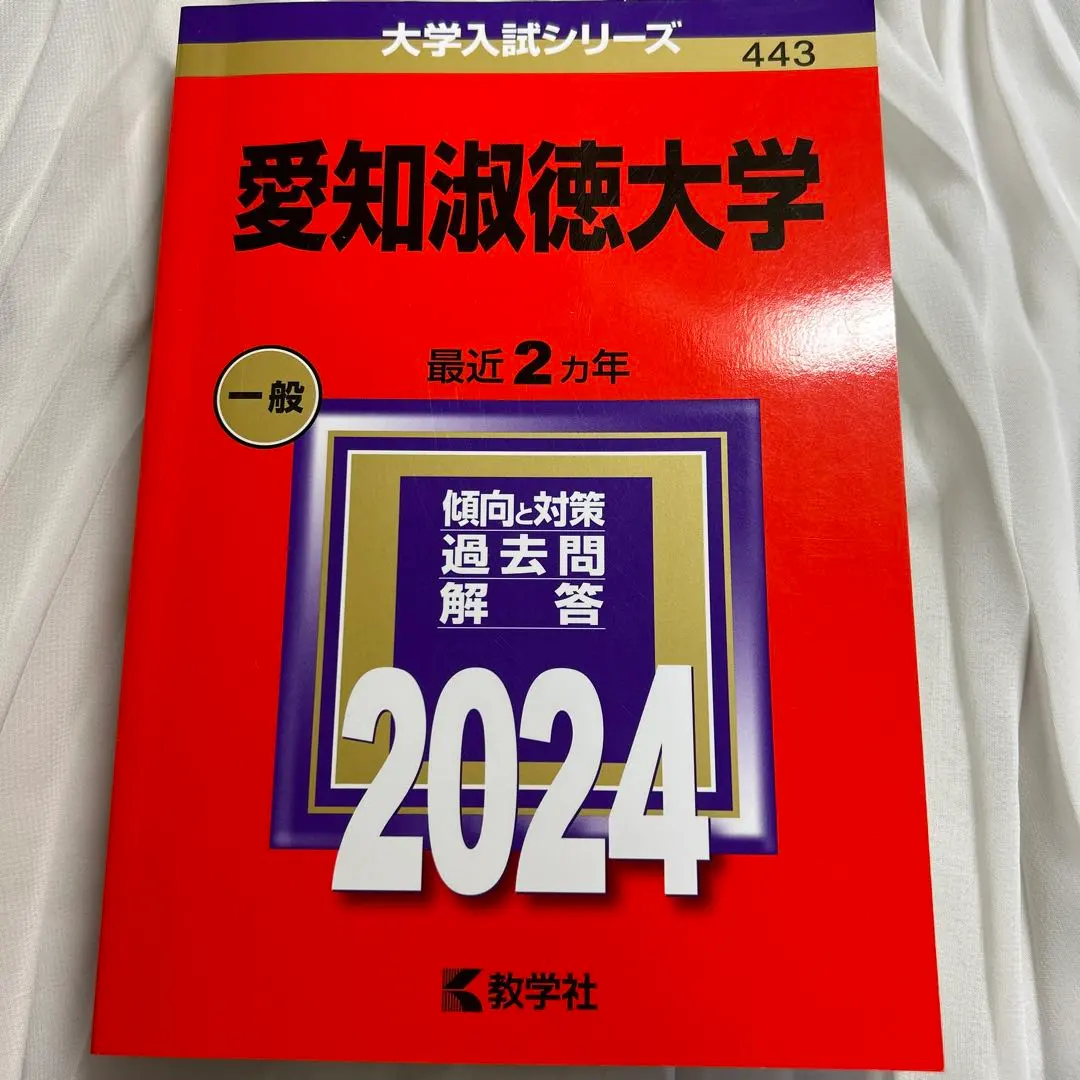 大学入試シリーズ
443
愛知淑徳大学
最近2ヵ年
一般
傾向と対策
過去問
解答
2024
教学社